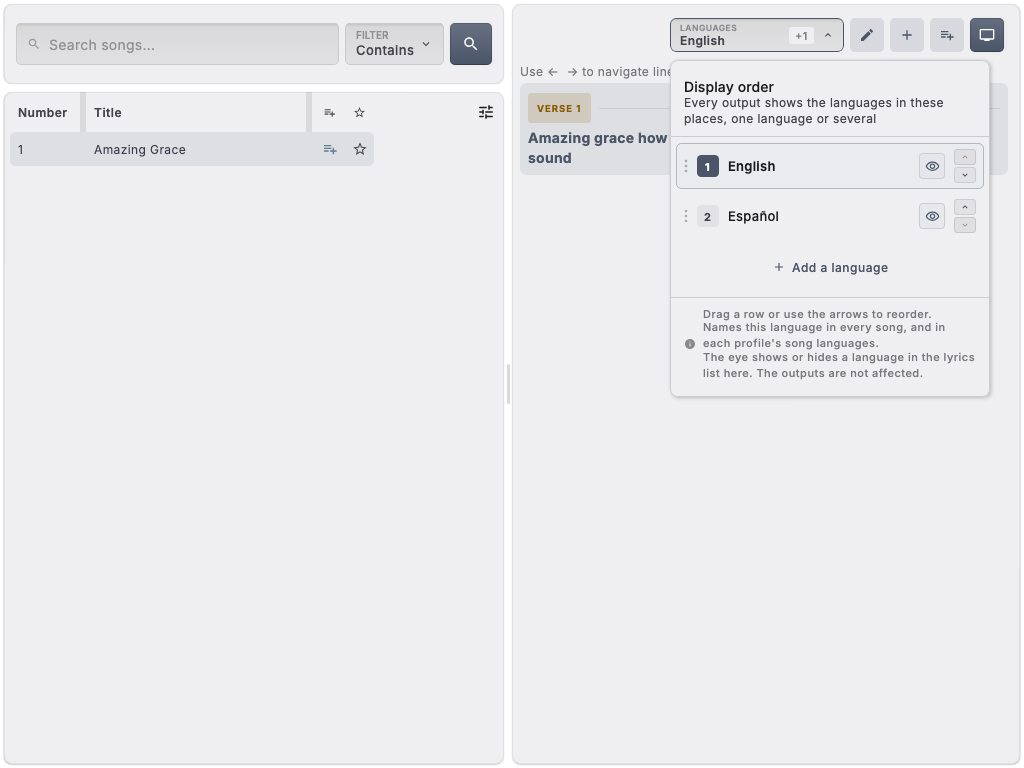 Search songs...
FILTER
Contains
Number
Title
1
Amazing Grace
LANGUAGES
English
+1
Use ← → to navigate
VERSE 1
Amazing grace how
sound
Display order
Every output shows the languages in these
places, one language or several
1
English
2
Español
+ Add a language
Drag a row or use the arrows to reorder.
Names this language in every song, and in
each profile's song languages.
The eye shows or hides a language in the lyrics
list here. The outputs are not affected.